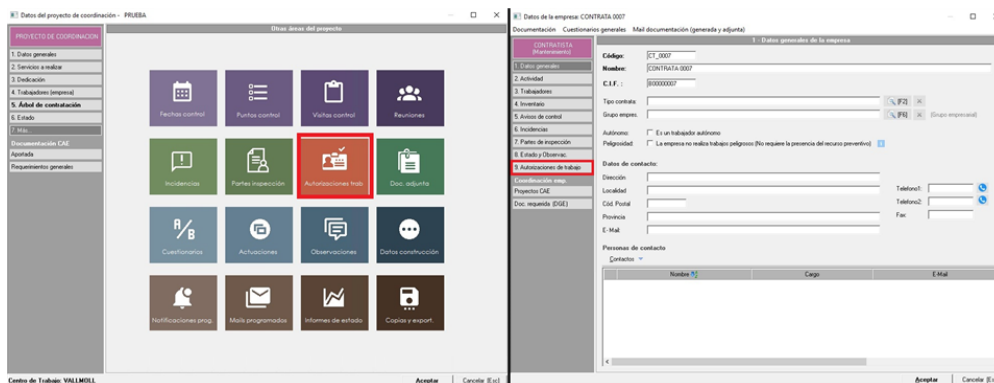 Datos del proyecto de coordinación - PRUEBA
PROYECTO DE COORDINACION
1. Datos generales
2. Servicios a realizar
3. Dedicación
4. Trabajadores (empresa)
5. Árbol de contratación
6. Estado
7. Más...
Documentación CAE
Aportada
Requerimientos generales
Otras áreas del proyecto
Fechas control
Puntos control
Visitas control
Reuniones
Incidencias
Partes inspección
Autorizaciones trab.
Doc. adjunta
Cuestionarios
Actuaciones
Observaciones
Datos construcción
Notificaciones prog.
Mails programados
Informes de estado
Copias y export.
Centro de Trabajo: VALLMOLL
Aceptar
Cancelar [Esc]
Datos de la empresa: CONTRATA 0007
Documentación Cuestionarios generales Mail documentación (generada y adjunta)
CONTRATISTA
(Mantenimiento)
1. Datos generales
2. Actividad
3. Trabajadores
4. Inventario
5. Avisos de control
6. Incidencias
7. Partes de inspección
8. Estado y Observac.
9. Autorizaciones de trabajo
Coordinación emp.
Proyectos CAE
Doc. requerida (DGE)
1 - Datos generales de la empresa
Código: CT_0007
Nombre: CONTRATA 0007
C.I.F. : B00000007
Tipo contrata: [F2]
Grupo empres. [F6] (Grupo empresarial)
Autónomo: Es un trabajador autónomo
Peligrosidad: La empresa no realiza trabajos peligrosos (No requiere la presencia del recurso preventivo)
Datos de contacto:
Dirección
Localidad
Cód. Postal
Provincia
E- Mail:
Telefono1:
Telefono2:
Fax:
Personas de contacto
Contactos
Nombre
Cargo
E-Mail
Aceptar
Cancelar [Es